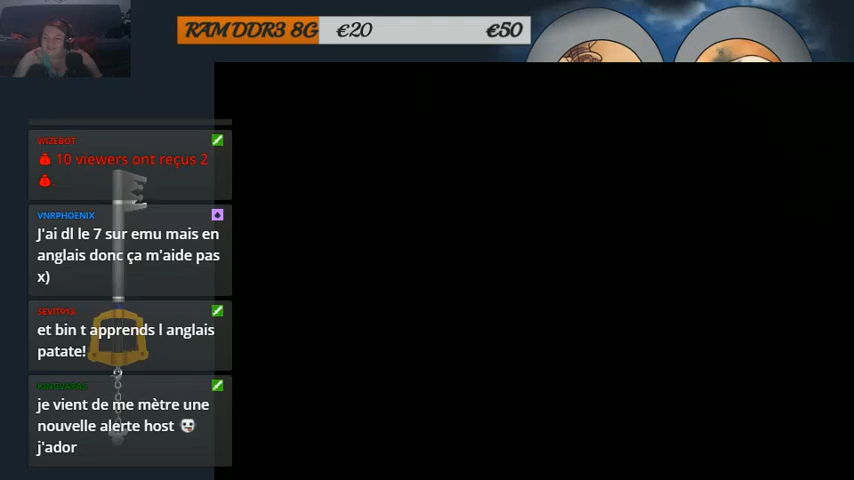 RAM DDR3 8G €20 €50
WIZEBOT
10 viewers ont reçus 2
VNRPHOENIX
J'ai dl le 7 sur emu mais en
anglais donc ça m'aide pas
x)
SEVIT913
et bin t apprends l anglais
patate!
KINGVARAS
je vient de me mètre une
nouvelle alerte host
j'ador